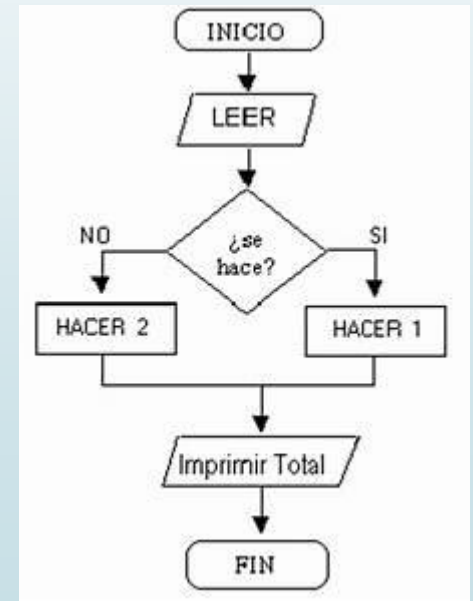 INICIO
LEER
¿se
hace?
NO
SI
HACER 2
HACER 1
Imprimir Total
FIN